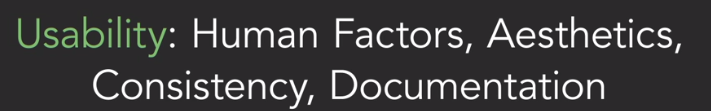 Usability: Human Factors, Aesthetics,
Consistency, Documentation